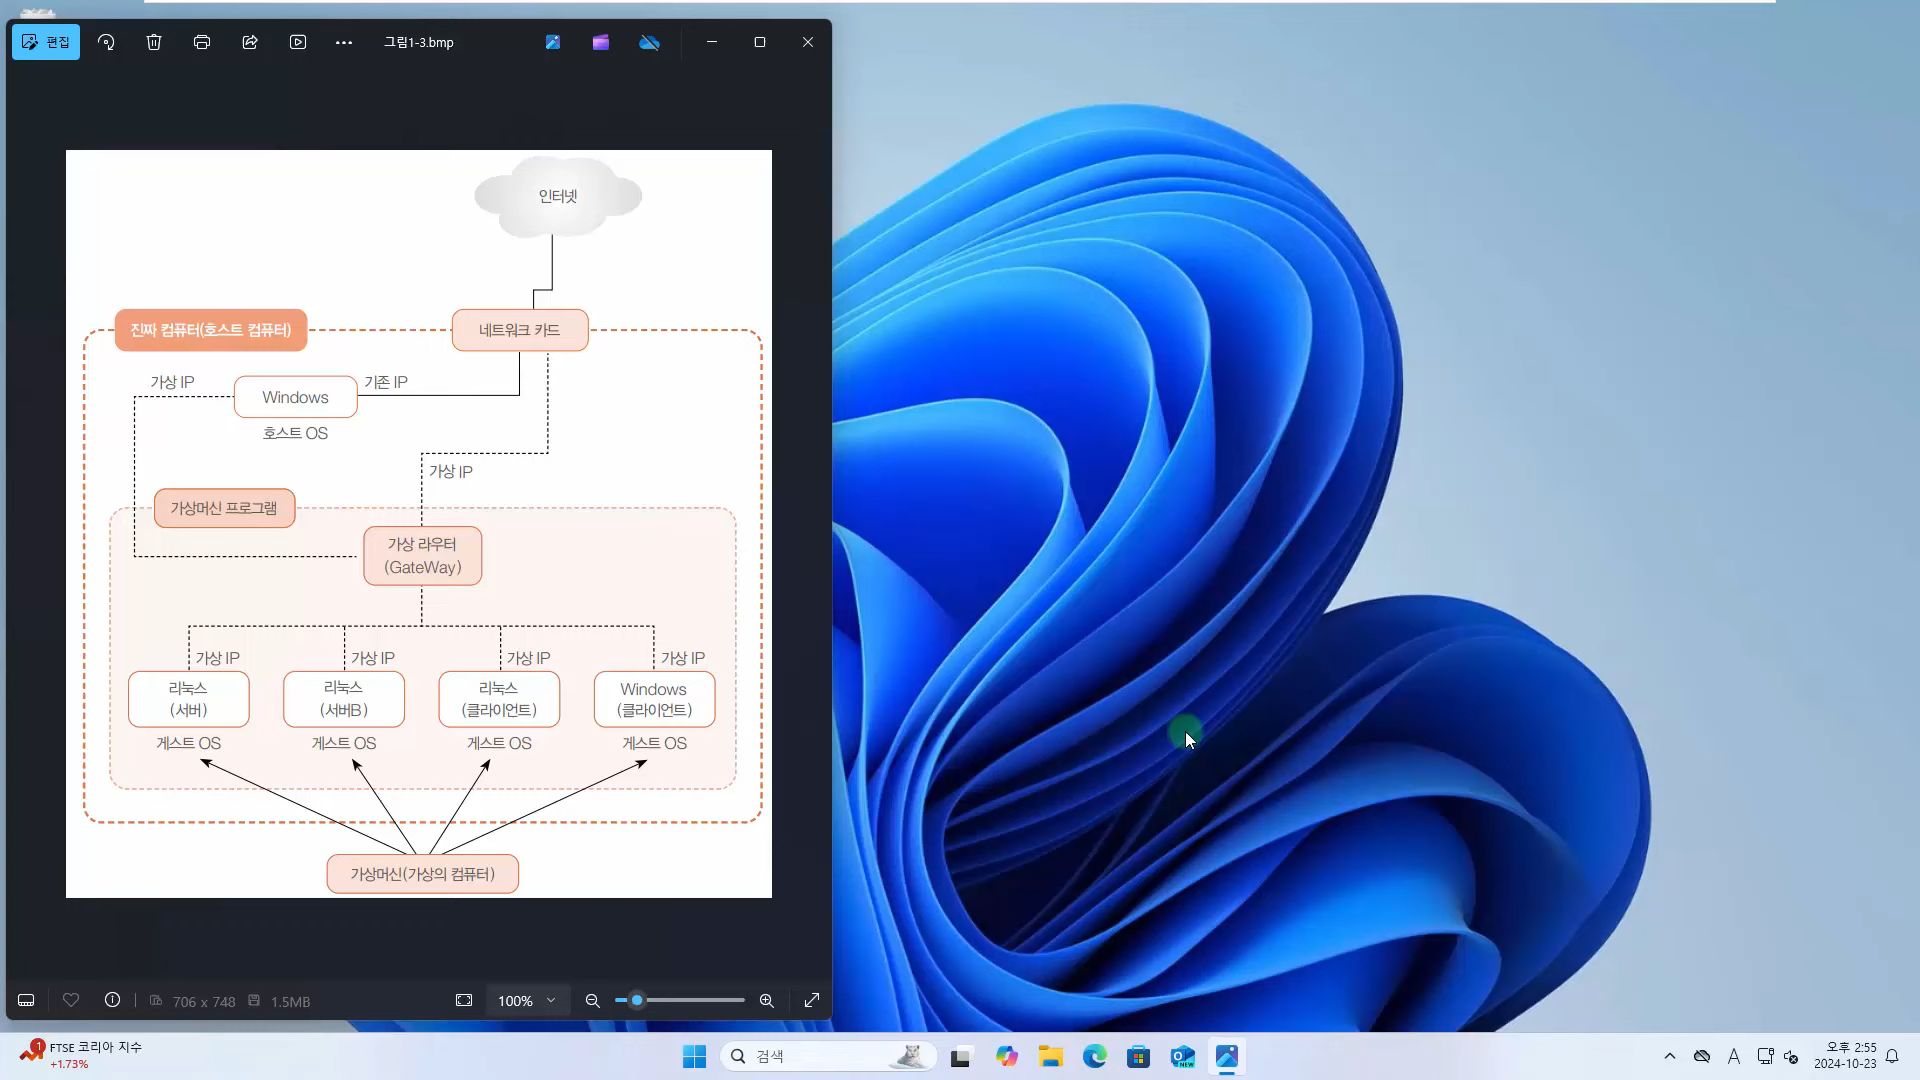 편집
그림1-3.bmp
인터넷
진짜 컴퓨터(호스트 컴퓨터)
네트워크 카드
가상 IP
Windows
기존 IP
호스트 OS
가상 IP
가상머신 프로그램
가상 라우터
(GateWay)
가상 IP
가상 IP
가상 IP
가상 IP
리눅스
(서버)
리눅스
(서버B)
리눅스
(클라이언트)
Windows
(클라이언트)
게스트 OS
게스트 OS
게스트 OS
게스트 OS
가상머신(가상의 컴퓨터)
706 x 748
1.5MB
100%
1
FTSE 코리아 지수
+1.73%
검색
NEW
A
오후 2:55
2024-10-23